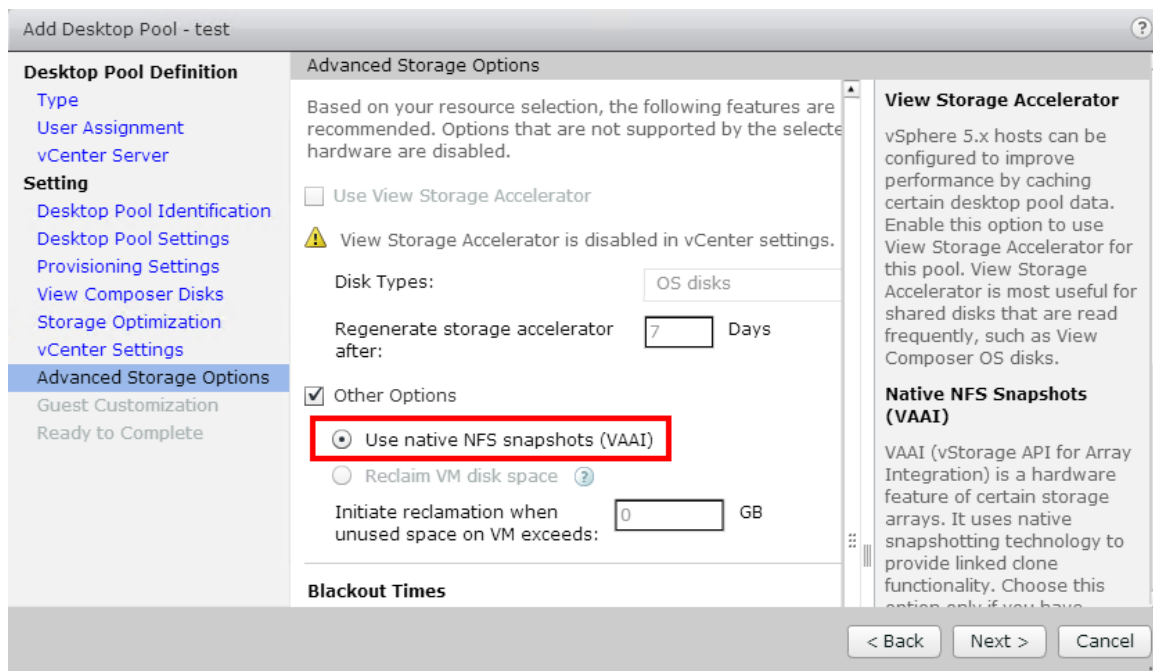 Add Desktop Pool - test
?
Desktop Pool Definition
Type
User Assignment
vCenter Server
Setting
Desktop Pool Identification
Desktop Pool Settings
Provisioning Settings
View Composer Disks
Storage Optimization
vCenter Settings
Advanced Storage Options
Guest Customization
Ready to Complete
Advanced Storage Options
Based on your resource selection, the following features are
recommended. Options that are not supported by the selecte
hardware are disabled.
Use View Storage Accelerator
View Storage Accelerator is disabled in vCenter settings.
Disk Types:
OS disks
Regenerate storage accelerator
after:
7
Days
Other Options
Use native NFS snapshots (VAAI)
Reclaim VM disk space ?
Initiate reclamation when
unused space on VM exceeds:
0
GB
Blackout Times
View Storage Accelerator
vSphere 5.x hosts can be
configured to improve
performance by caching
certain desktop pool data.
Enable this option to use
View Storage Accelerator for
this pool. View Storage
Accelerator is most useful for
shared disks that are read
frequently, such as View
Composer OS disks.
Native NFS Snapshots
(VAAI)
VAAI (vStorage API for Array
Integration) is a hardware
feature of certain storage
arrays. It uses native
snapshotting technology to
provide linked clone
functionality. Choose this
option only if you have
< Back
Next >
Cancel